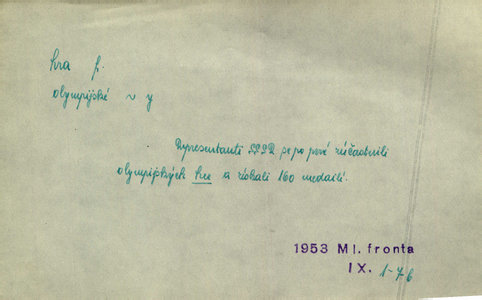 hra f.
olympijské ~ y
Representanti SSSR se po prvé zúčastnili
olympijských her a získali 160 medailí.
1953 Ml. fronta
IX. 1-76